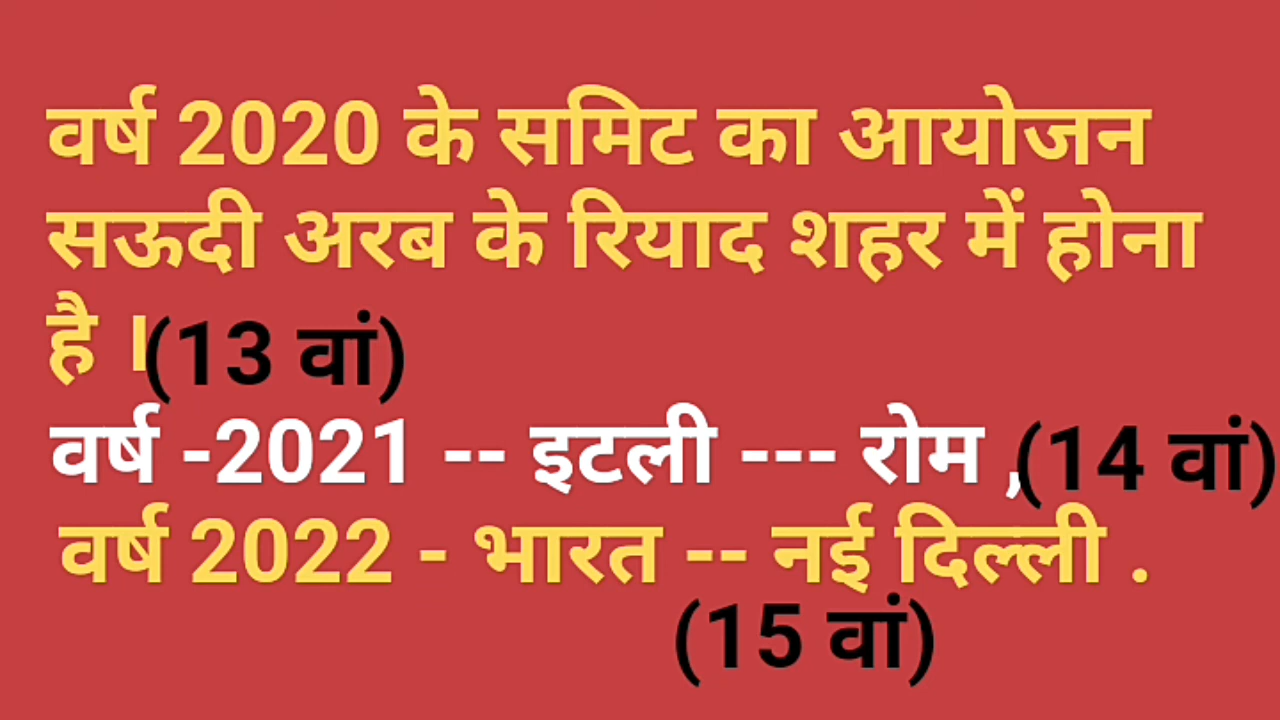 वर्ष 2020 के समिट का आयोजन
सऊदी अरब के रियाद शहर में होना
है ।(13 वां)
वर्ष -2021 -- इटली --- रोम ,(14 वां)
वर्ष 2022 - भारत -- नई दिल्ली .
(15 वां)